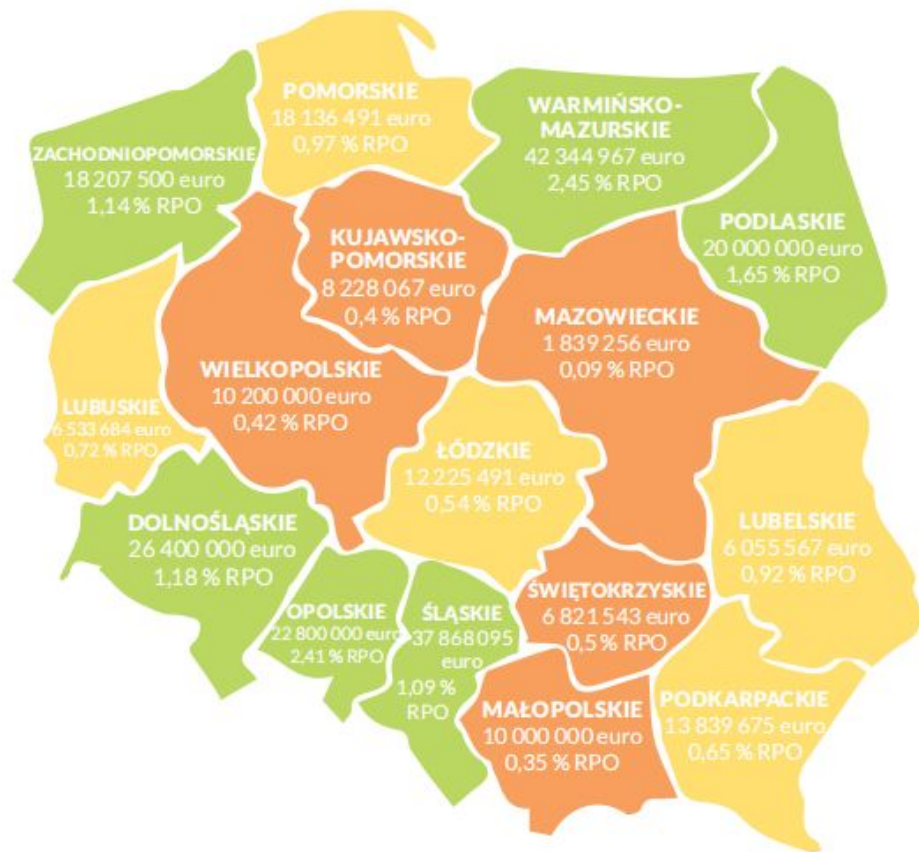 POMORSKIE
18 136 491 euro
0,97 % RPO
WARMIŃSKO-
MAZURSKIE
42 344 967 euro
2,45 % RPO
ZACHODNIOPOMORSKIE
18 207 500 euro
1,14 % RPO
PODLASKIE
20 000 000 euro
1,65 % RPO
KUJAWSKO-
POMORSKIE
8 228 067 euro
0,4 % RPO
MAZOWIECKIE
1 839 256 euro
0,09 % RPO
WIELKOPOLSKIE
10 200 000 euro
0,42 % RPO
LUBUSKIE
6 533 684 euro
0,72 % RPO
ŁÓDZKIE
12 225 491 euro
0,54 % RPO
DOLNOŚLĄSKIE
26 400 000 euro
1,18 % RPO
LUBELSKIE
6 055 567 euro
0,92 % RPO
OPOLSKIE
22 800 000 euro
2,41 % RPO
ŚLĄSKIE
37 868 095
euro
1,09 %
RPO
ŚWIĘTOKRZYSKIE
6 821 543 euro
0,5 % RPO
MAŁOPOLSKIE
10 000 000 euro
0,35 % RPO
PODKARPACKIE
13 839 675 euro
0,65 % RPO